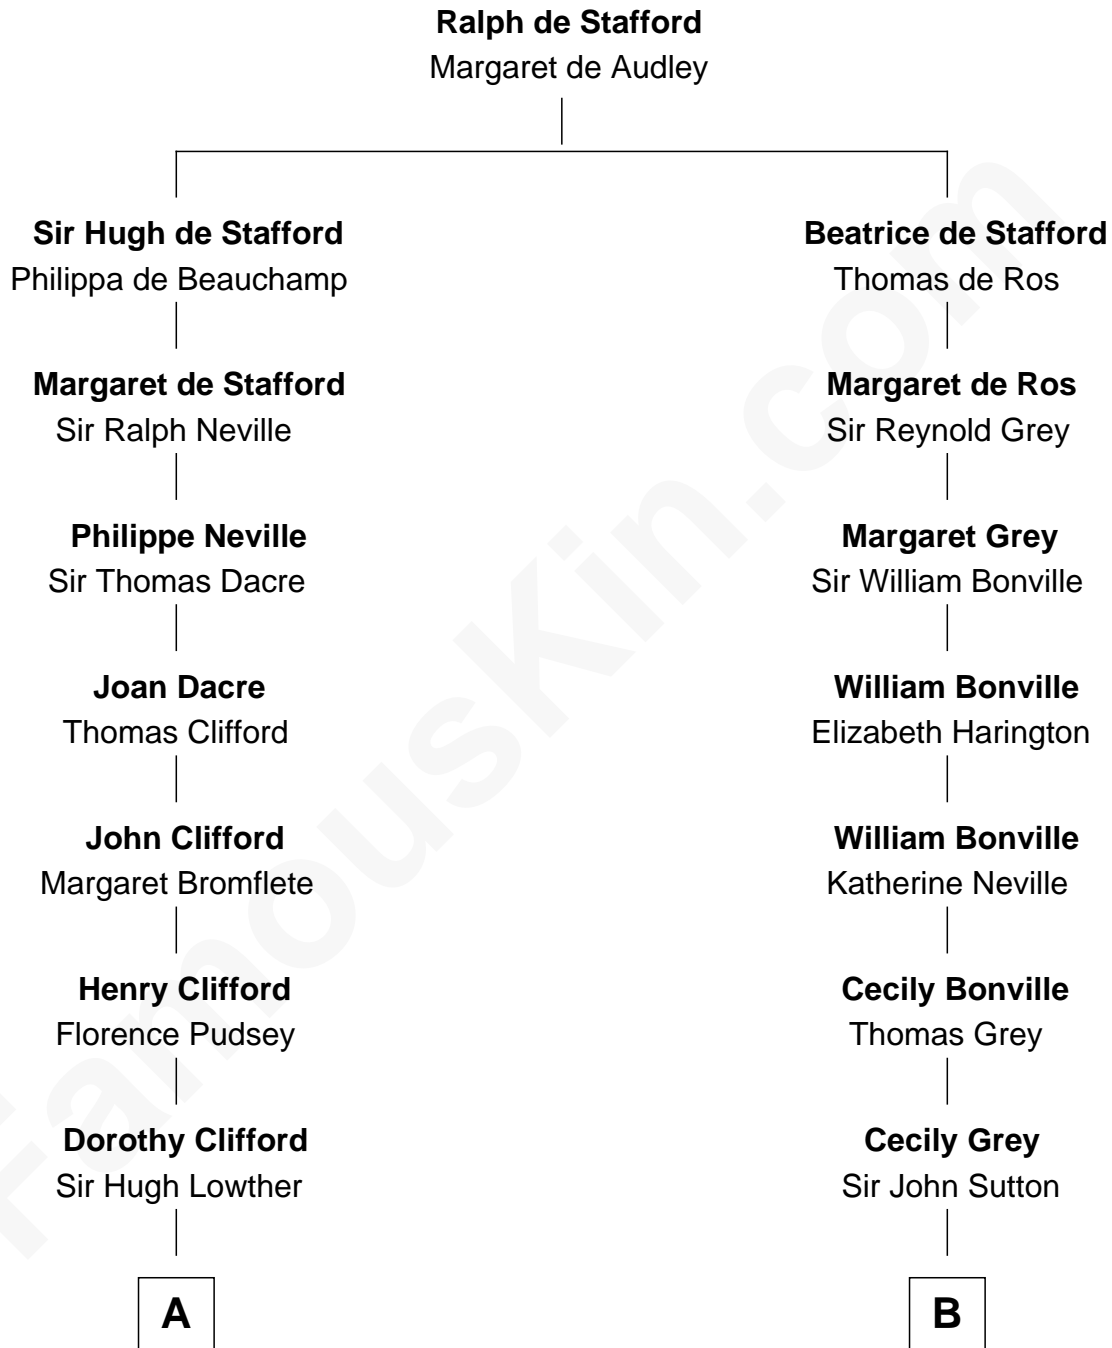 Ralph de Stafford
Margaret de Audley
Sir Hugh de Stafford
Philippa de Beauchamp
Beatrice de Stafford
Thomas de Ros
Margaret de Stafford
Sir Ralph Neville
Margaret de Ros
Sir Reynold Grey
Philippe Neville
Sir Thomas Dacre
Margaret Grey
Sir William Bonville
Joan Dacre
Thomas Clifford
William Bonville
Elizabeth Harington
John Clifford
Margaret Bromflete
William Bonville
Katherine Neville
Henry Clifford
Florence Pudsey
Cecily Bonville
Thomas Grey
Dorothy Clifford
Sir Hugh Lowther
Cecily Grey
Sir John Sutton
A
B
FamousKin.com